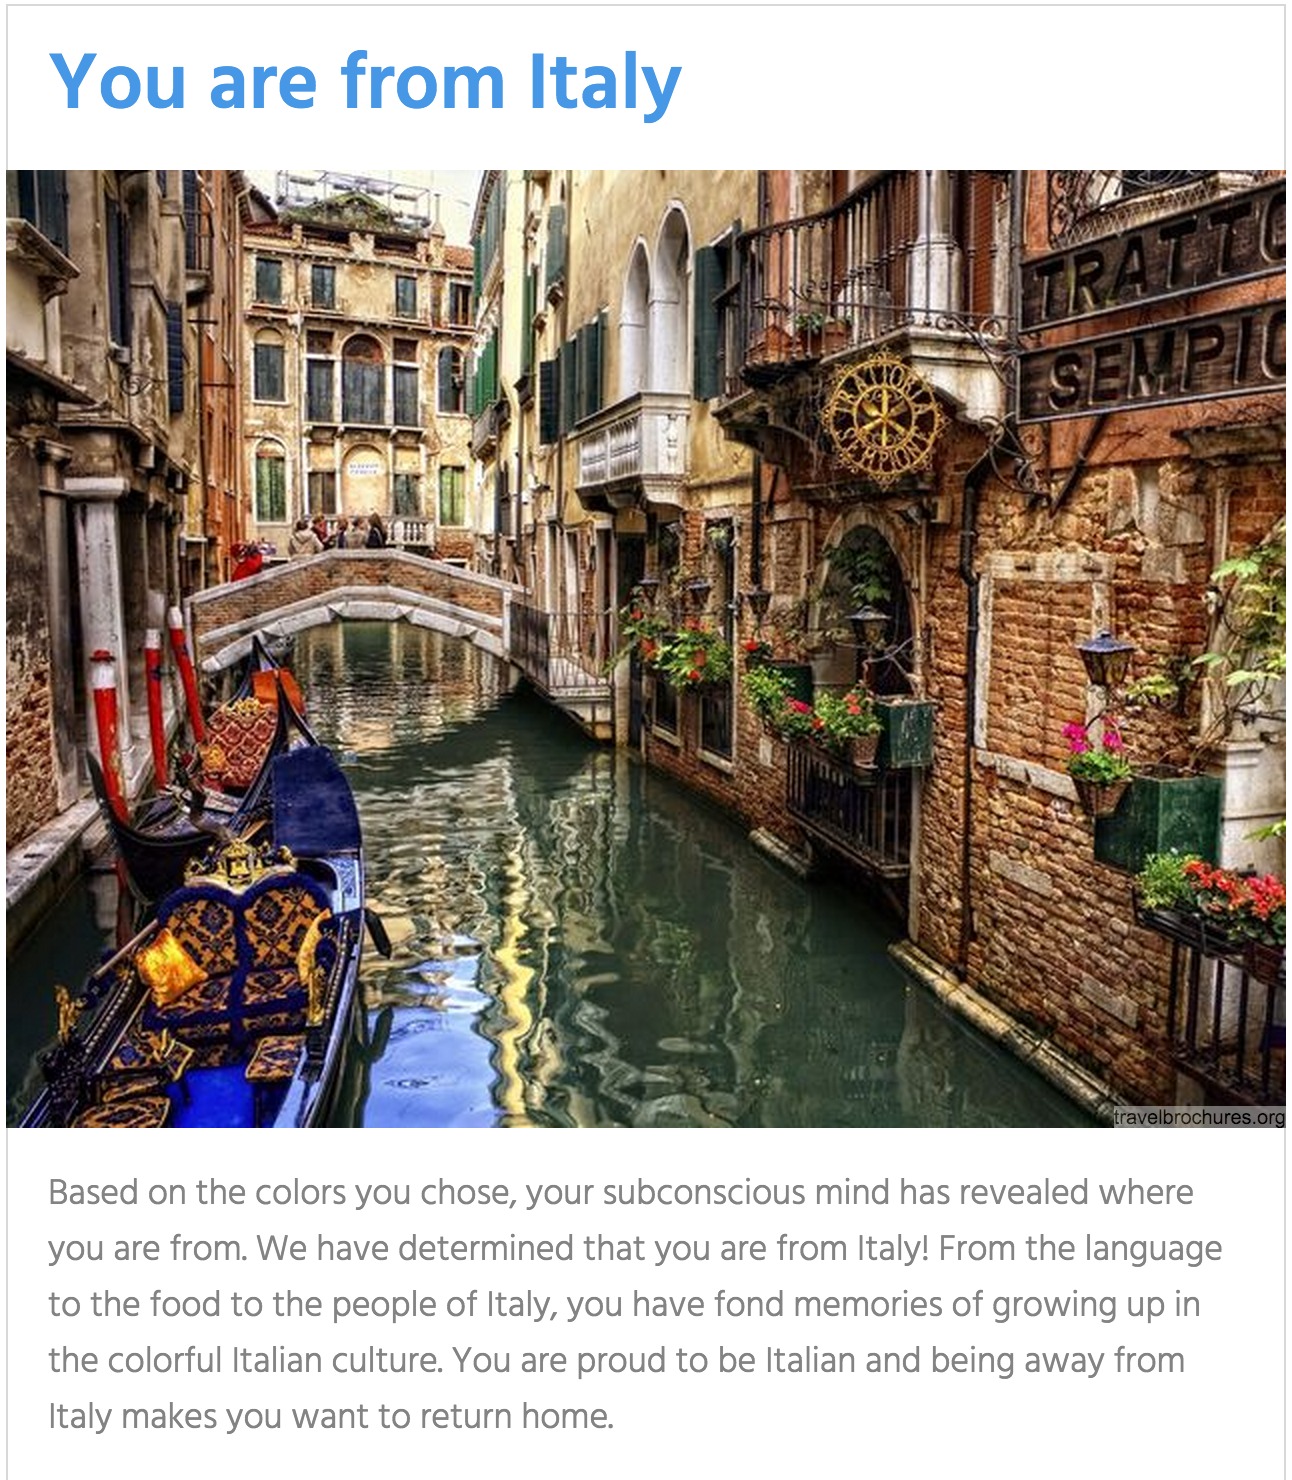 You are from Italy
TRATTO
SEMPIO
travelbrochures.org
Based on the colors you chose, your subconscious mind has revealed where
you are from. We have determined that you are from Italy! From the language
to the food to the people of Italy, you have fond memories of growing up in
the colorful Italian culture. You are proud to be Italian and being away from
Italy makes you want to return home.